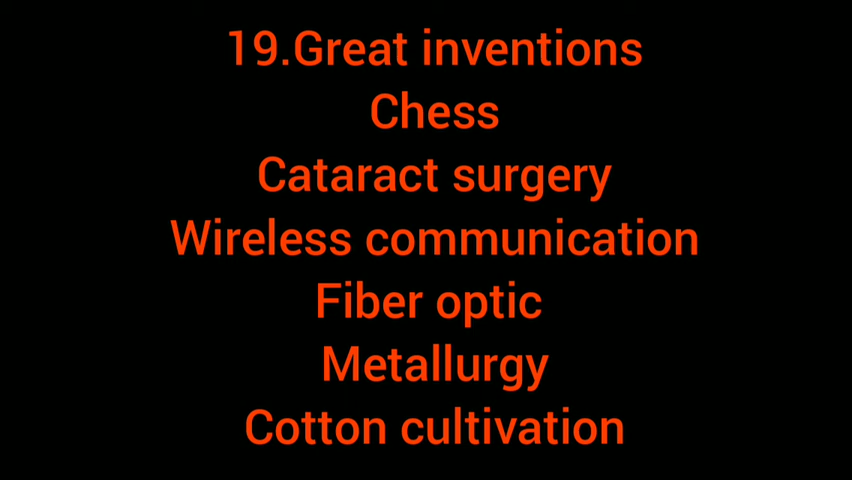 19.Great inventions
Chess
Cataract surgery
Wireless communication
Fiber optic
Metallurgy
Cotton cultivation